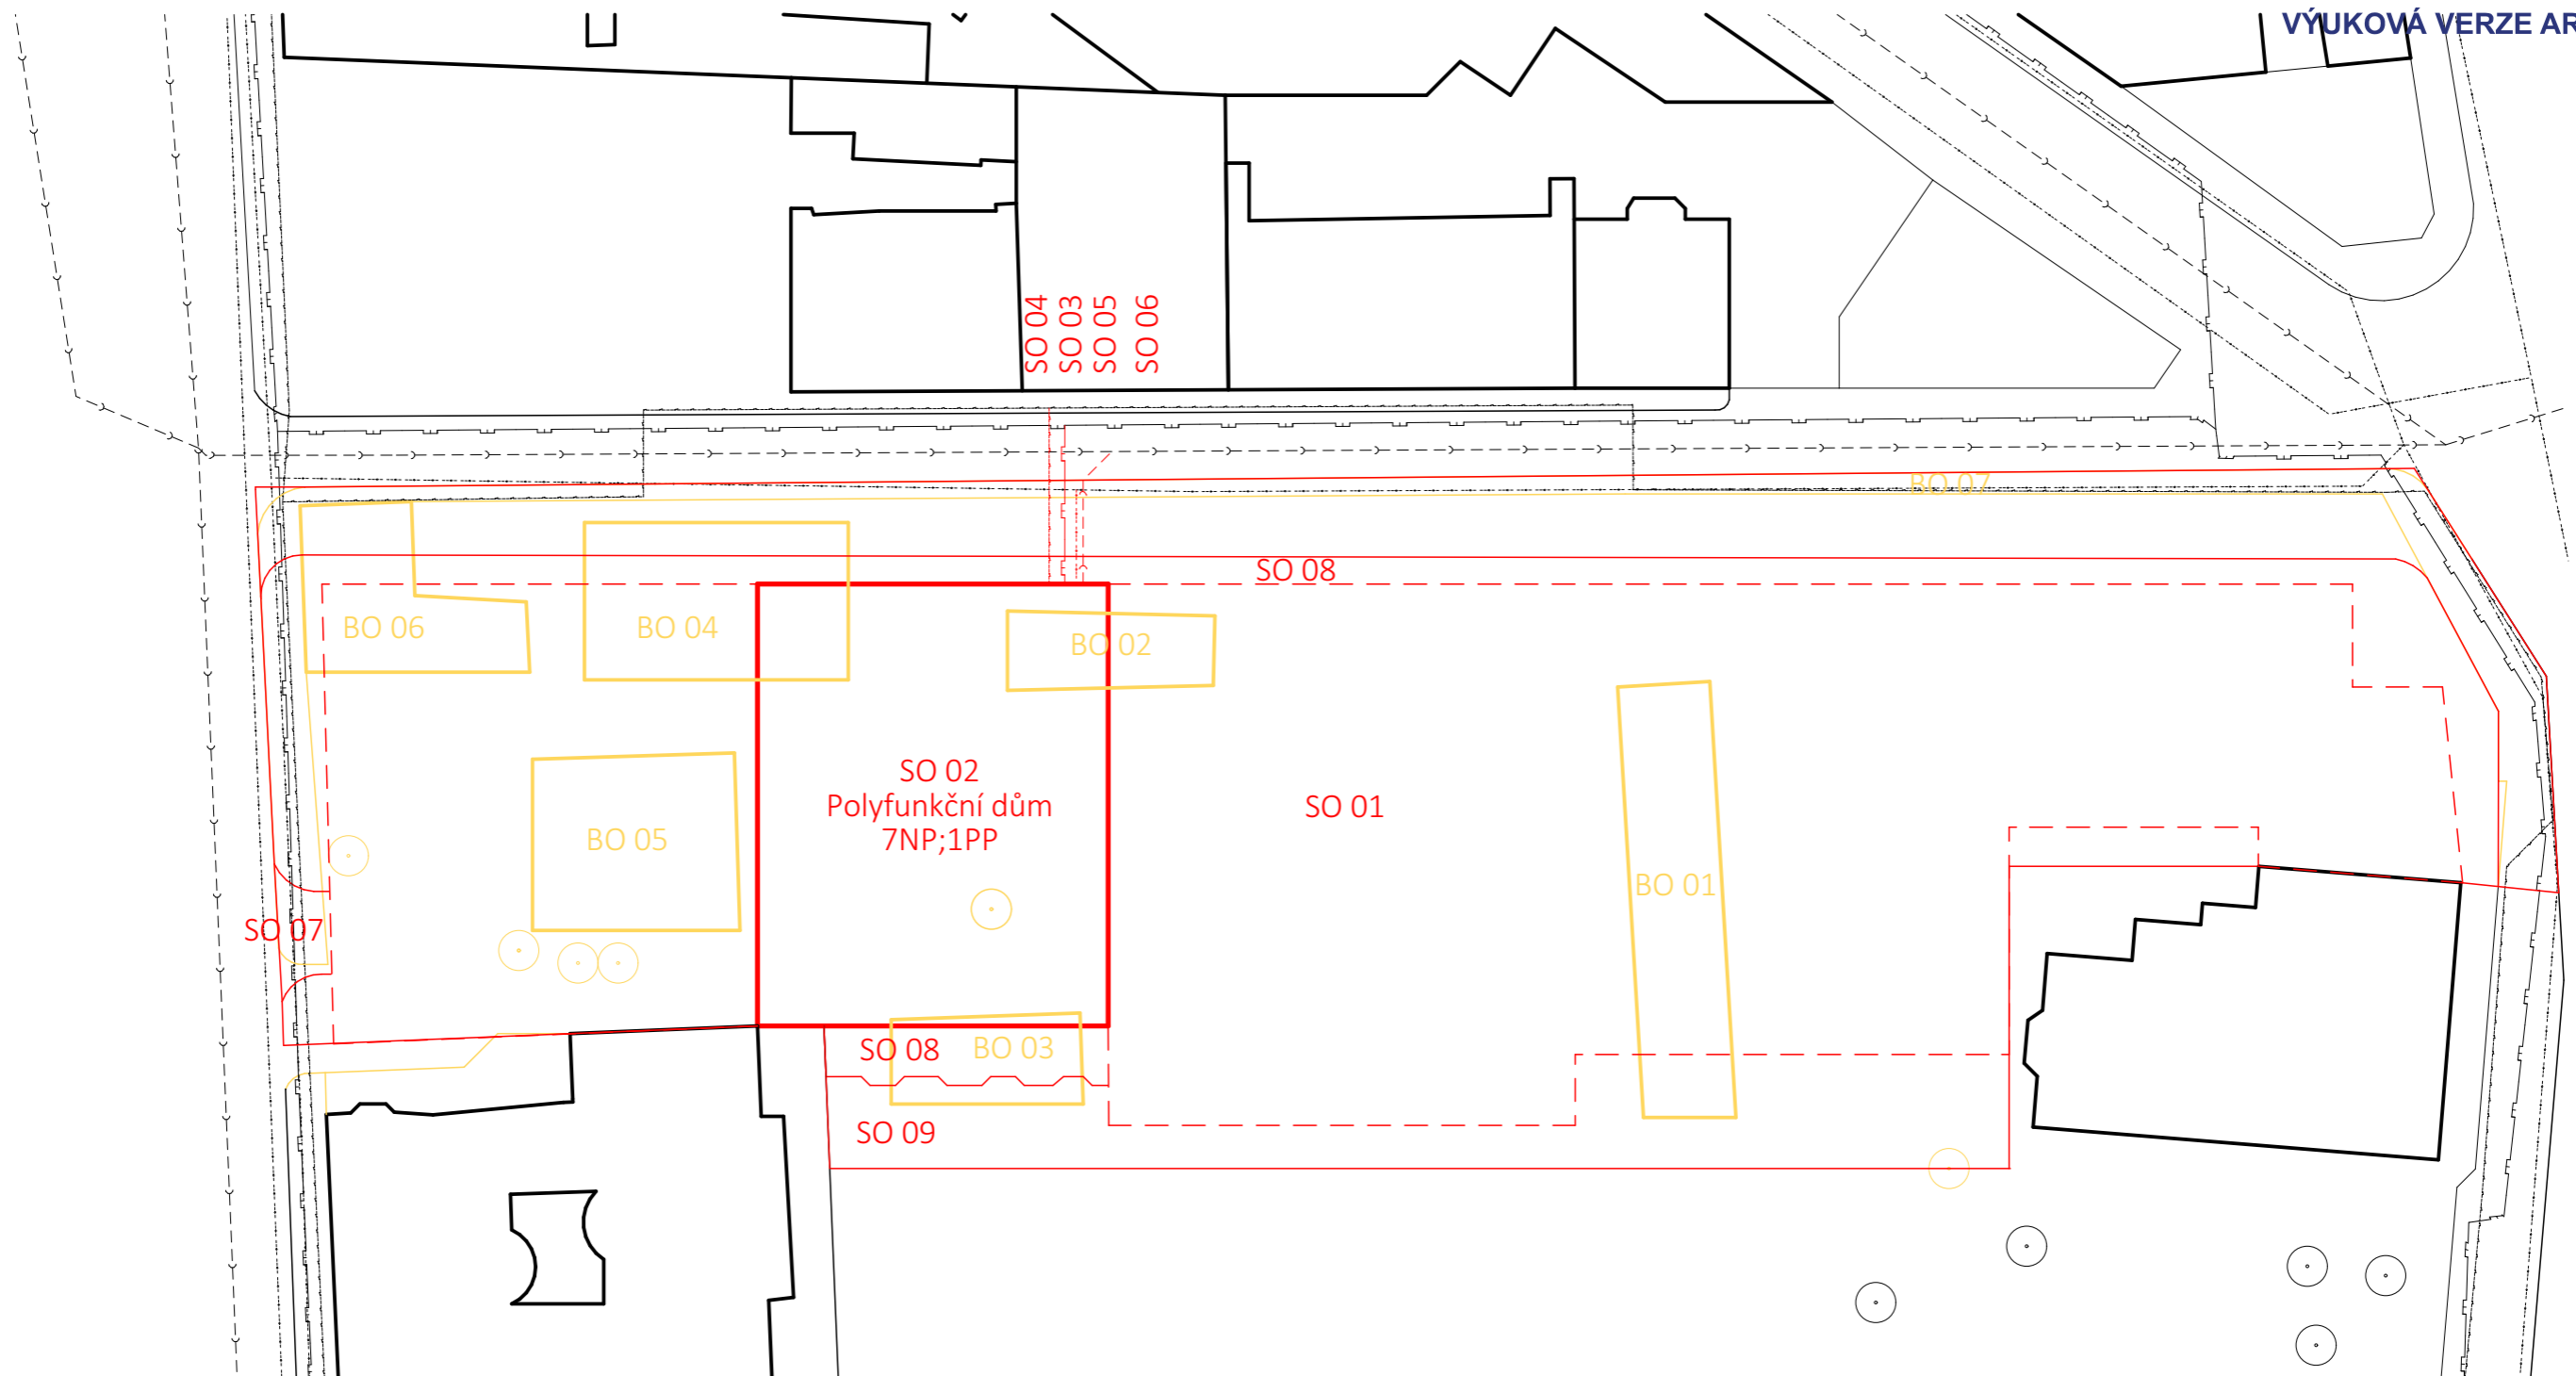 VÝUKOVÁ VERZE AR
SO 04
SO 03
SO 05
SO 06
BO 07
SO 08
BO 06
BO 04
BO 02
SO 02
Polyfunkční dům
7NP;1PP
SO 01
BO 05
BO 01
SO 07
SO 08
BO 03
SO 09